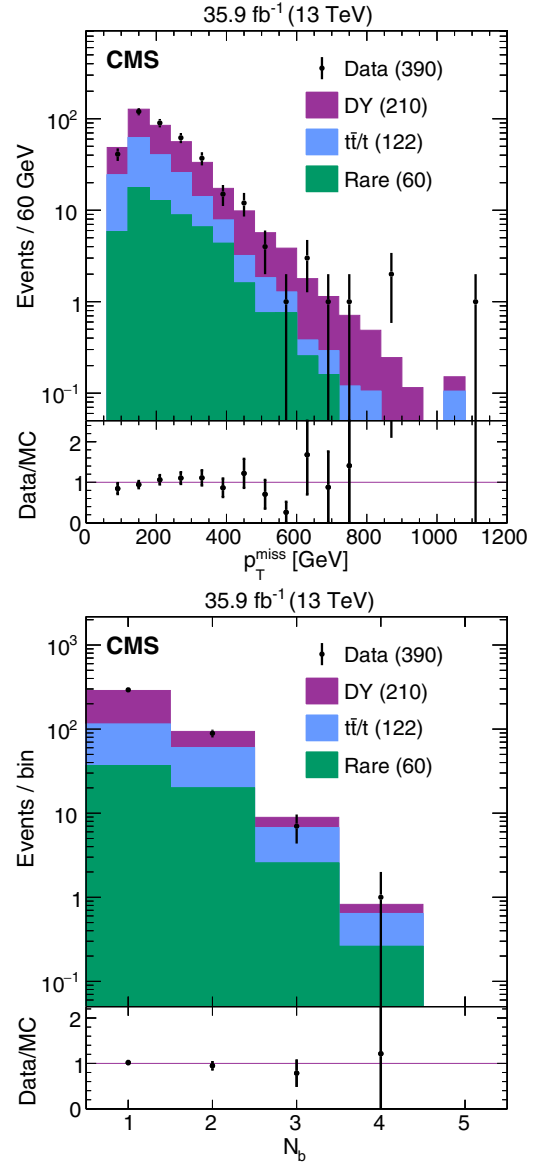 35.9 fb⁻¹ (13 TeV)
CMS
Data (390)
DY (210)
tt̄/t (122)
Rare (60)
Events / 60 GeV
10²
10
1
10⁻¹
Data/MC
2
1
0
0 200 400 600 800 1000 1200
p_T^miss [GeV]
35.9 fb⁻¹ (13 TeV)
CMS
Data (390)
DY (210)
tt̄/t (122)
Rare (60)
Events / bin
10³
10²
10
1
10⁻¹
Data/MC
2
1
0
1 2 3 4 5
N_b